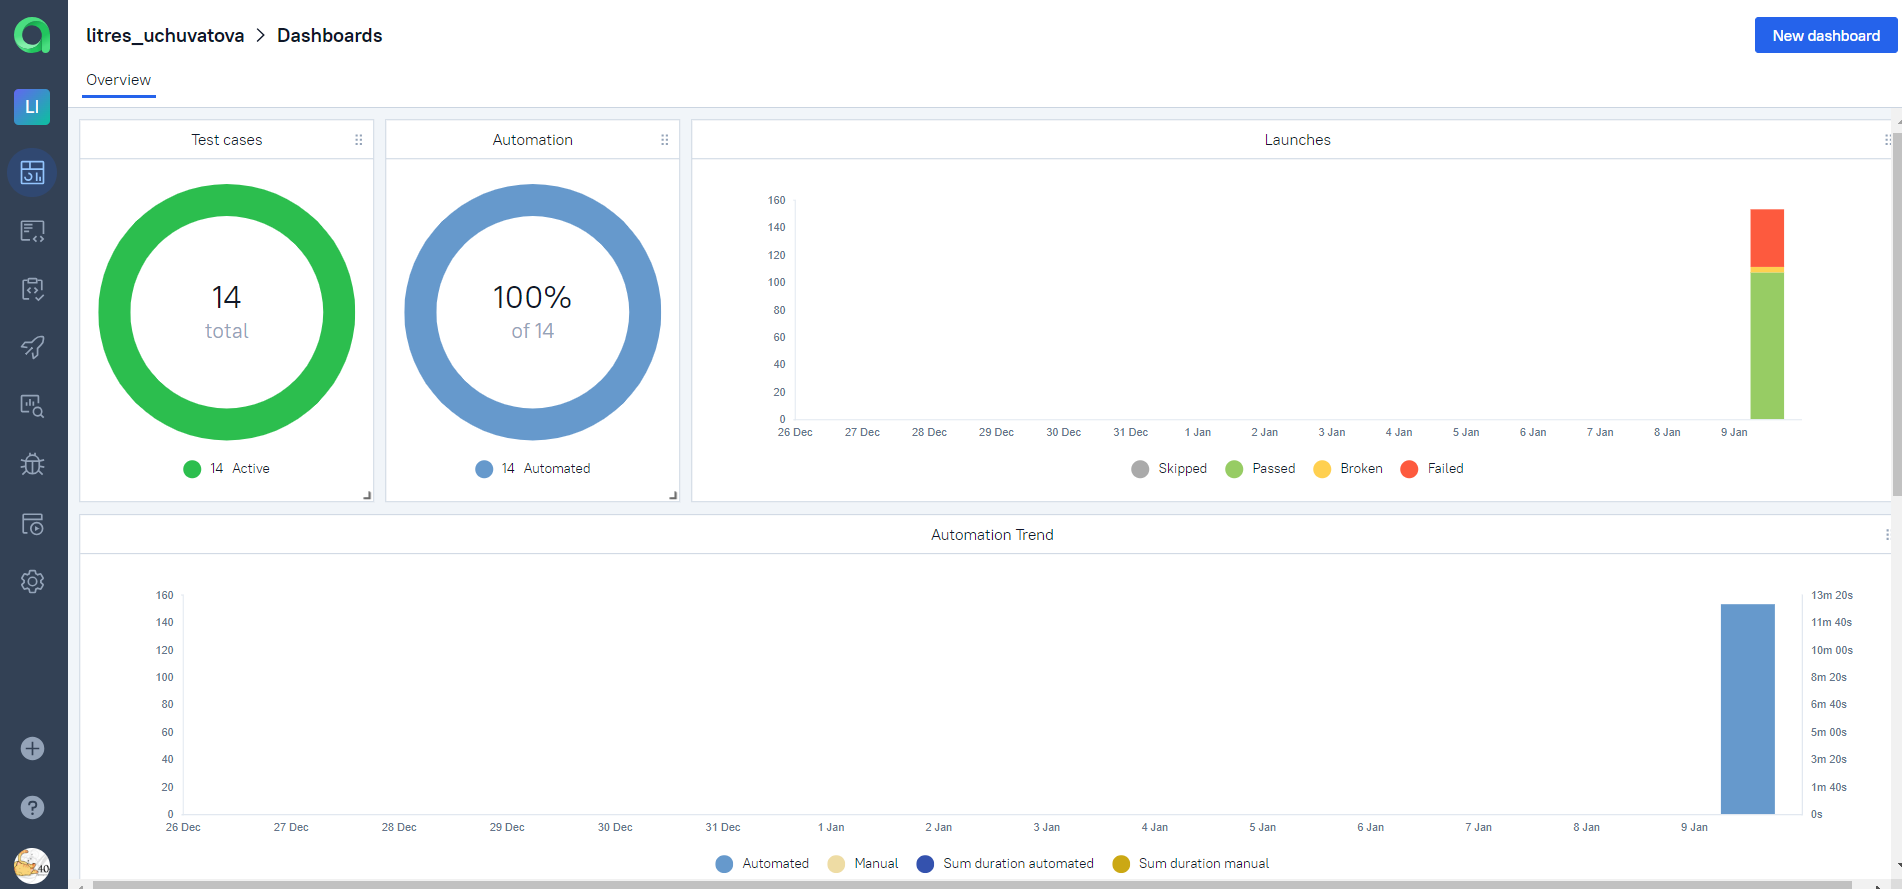 litres_uchuvatova > Dashboards
New dashboard
Overview
LI
Test cases
14
total
14 Active
Automation
100%
of 14
14 Automated
Launches
160
140
120
100
80
60
40
20
0
26 Dec 27 Dec 28 Dec 29 Dec 30 Dec 31 Dec 1 Jan 2 Jan 3 Jan 4 Jan 5 Jan 6 Jan 7 Jan 8 Jan 9 Jan
Skipped Passed Broken Failed
Automation Trend
160 13m 20s
140 11m 40s
120 10m 00s
100 8m 20s
80 6m 40s
60 5m 00s
40 3m 20s
20 1m 40s
0 0s
26 Dec 27 Dec 28 Dec 29 Dec 30 Dec 31 Dec 1 Jan 2 Jan 3 Jan 4 Jan 5 Jan 6 Jan 7 Jan 8 Jan 9 Jan
Automated Manual Sum duration automated Sum duration manual
?
40